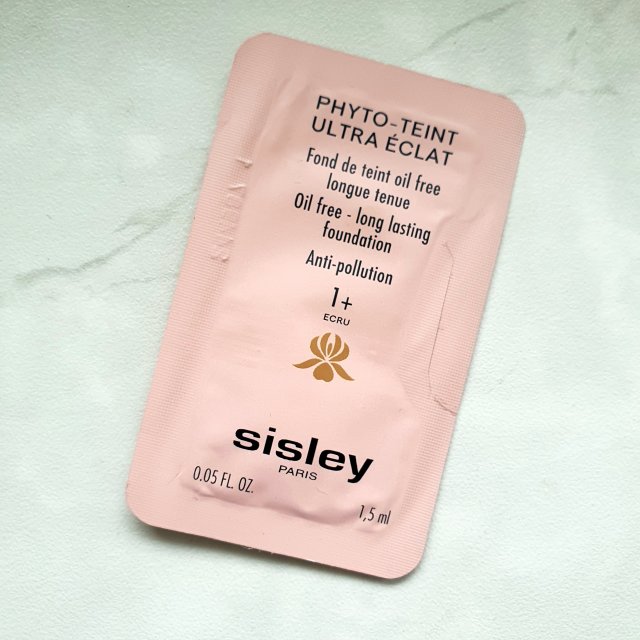 PHYTO-TEINT
ULTRA ÉCLAT
Fond de teint oil free
longue tenue
Oil free - long lasting
foundation
Anti-pollution
1+
ECRU
sisley
PARIS
0.05 FL. OZ.
1,5 ml